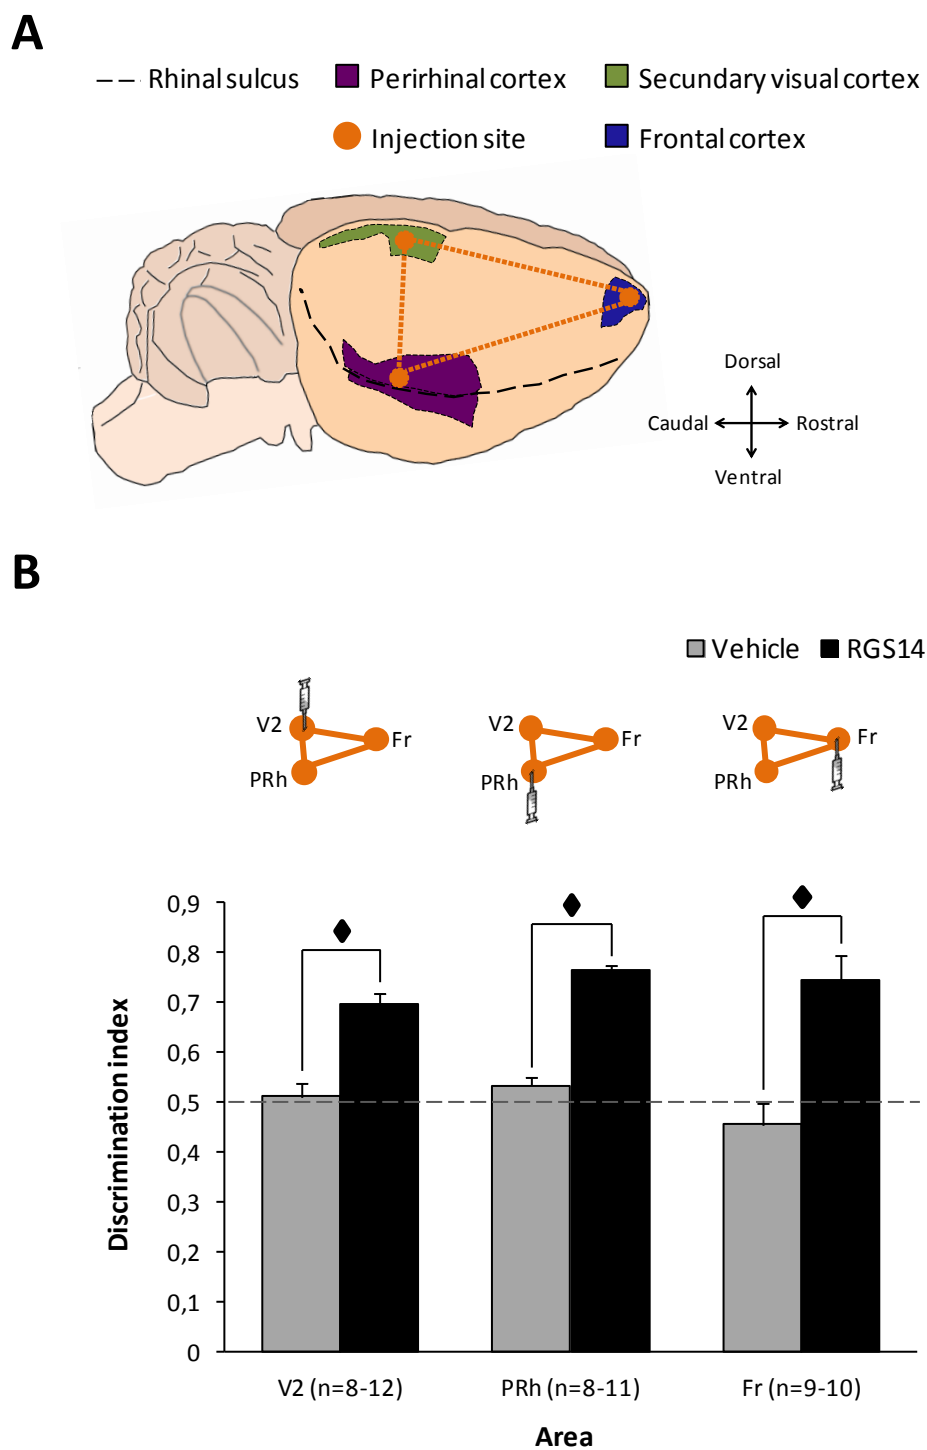 A
Rhinal sulcus
Perirhinal cortex
Secundary visual cortex
Injection site
Frontal cortex
Dorsal
Caudal
Rostral
Ventral
B
Vehicle
RGS14
V2
Fr
PRh
V2
Fr
PRh
V2
Fr
PRh
0,9
0,8
0,7
0,6
0,5
0,4
0,3
0,2
0,1
0
Discrimination index
V2 (n=8-12)
PRh (n=8-11)
Fr (n=9-10)
Area